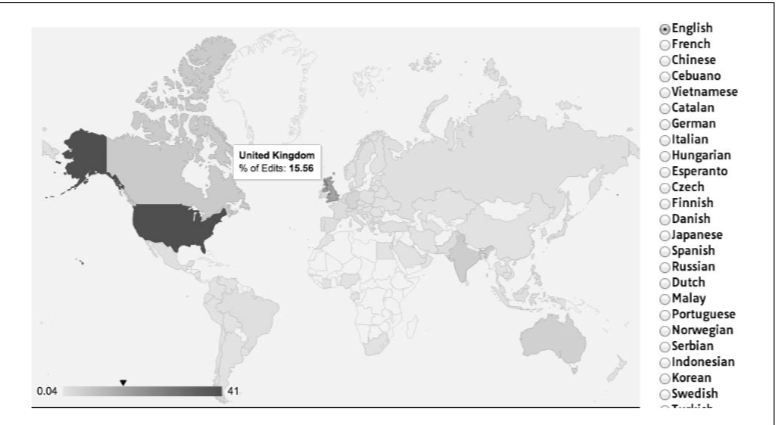 United Kingdom
% of Edits: 15.56
0.04
41
English
French
Chinese
Cebuano
Vietnamese
Catalan
German
Italian
Hungarian
Esperanto
Czech
Finnish
Danish
Japanese
Spanish
Russian
Dutch
Malay
Portuguese
Norwegian
Serbian
Indonesian
Korean
Swedish